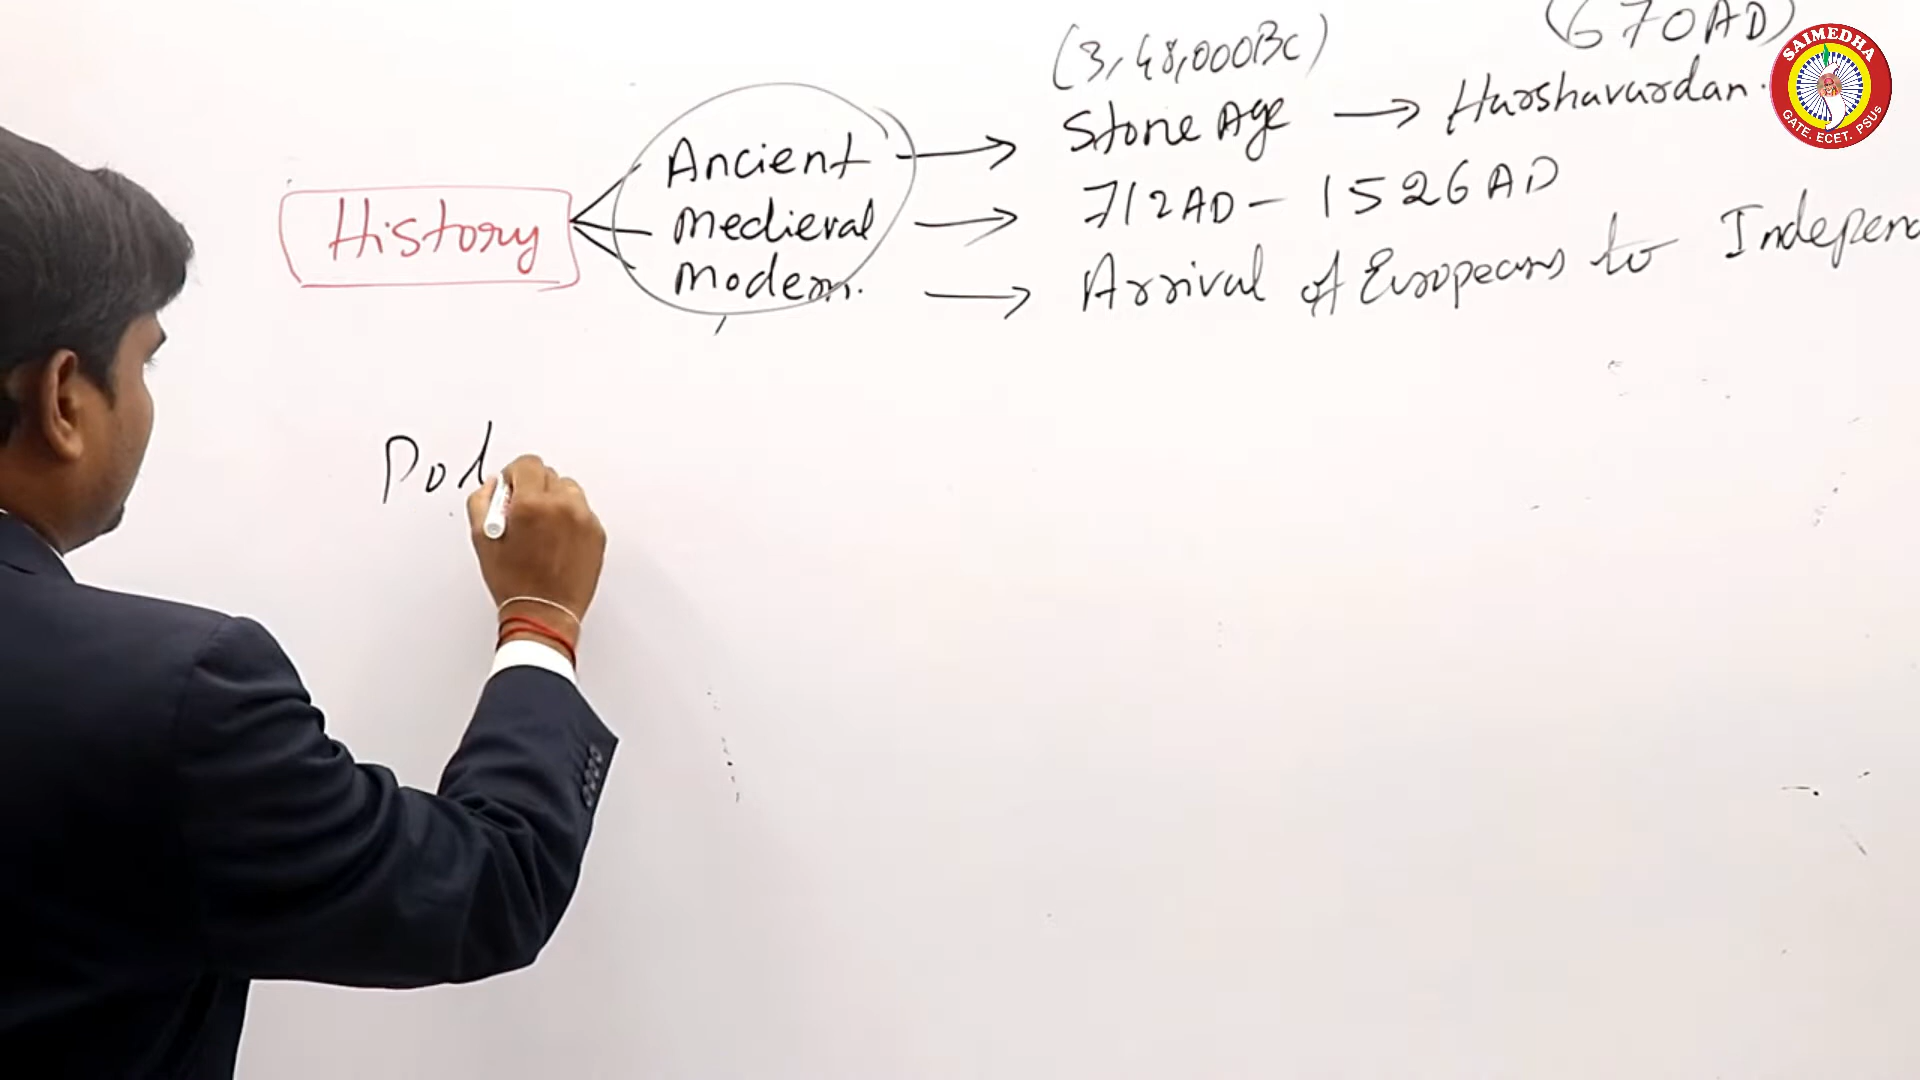 (3,48,000BC) (670AD)
Ancient → Stone Age → Harshavardan.
History Medieval → 712AD - 1526AD
Modern. → Arrival of Europeans to Independ
Pol
SAIMEDHA
GATE. ECET. PSUs